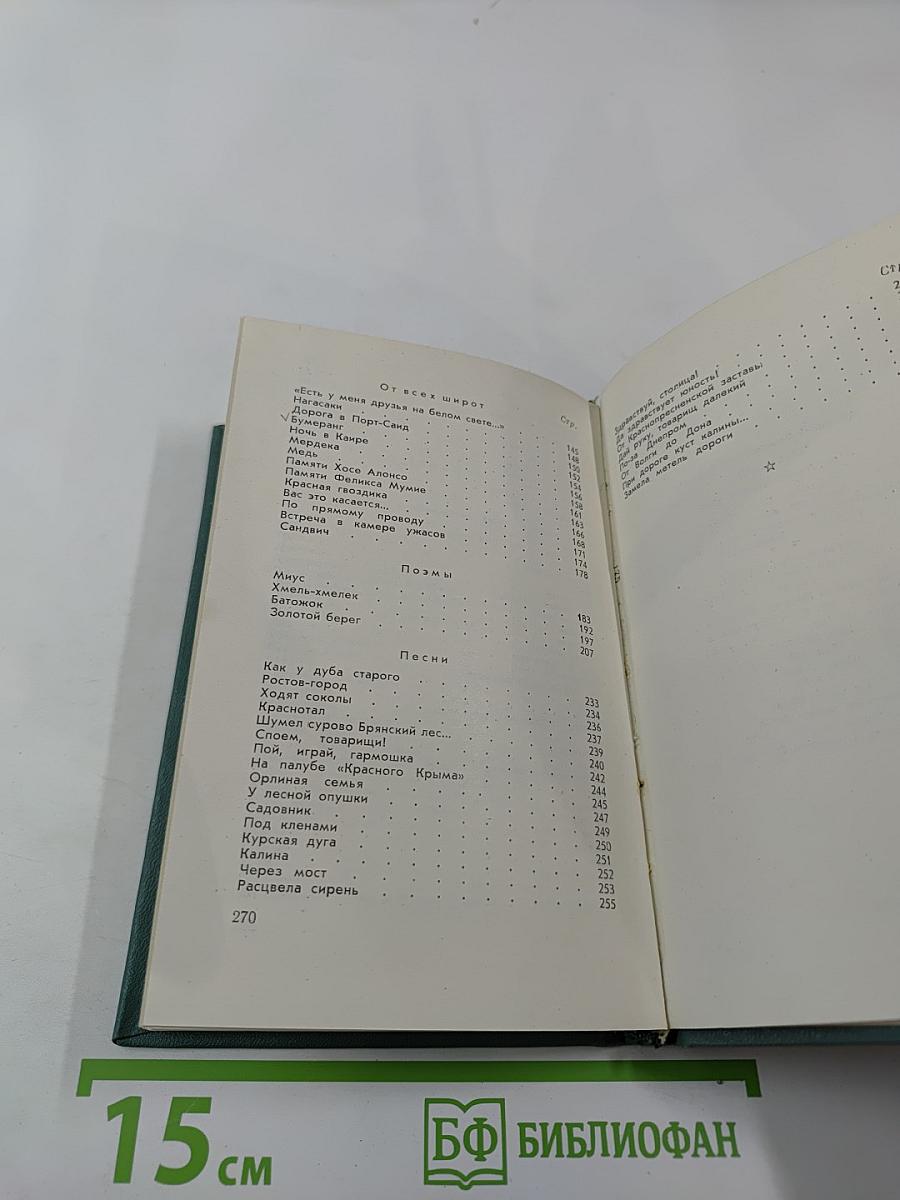 От всех широт
Стр.
«Есть у меня друзья на белом свете...» 145
Нагасаки 148
Дорога в Порт-Саид 150
Бумеранг 152
Ночь в Каире 154
Мердека 156
Медь 158
Памяти Хосе Алонсо 161
Памяти Феликса Мумие 163
Красная гвоздика 166
Вас это касается... 168
По прямому проводу 171
Встреча в камере ужасов 174
Сандвич 178
Поэмы
Миус 183
Хмель-хмелек 192
Батожок 197
Золотой берег 207
Песни
Как у дуба старого 233
Ростов-город 234
Ходят соколы 236
Краснотал 237
Шумел сурово Брянский лес... 239
Споем, товарищи! 240
Пой, играй, гармошка 242
На палубе «Красного Крыма» 244
Орлиная семья 245
У лесной опушки 247
Садовник 249
Под кленами 250
Курская дуга 251
Калина 252
Через мост 253
Расцвела сирень 255
270
Здравствуй, столица!
Да здравствует юность!
От Краснопресненской заставы
Дай руку, товарищ далекий
По-за Днепром
От Волги до Дона
При дороге куст калины...
Замела метель дороги
15 см
БФ БИБЛИОФАН